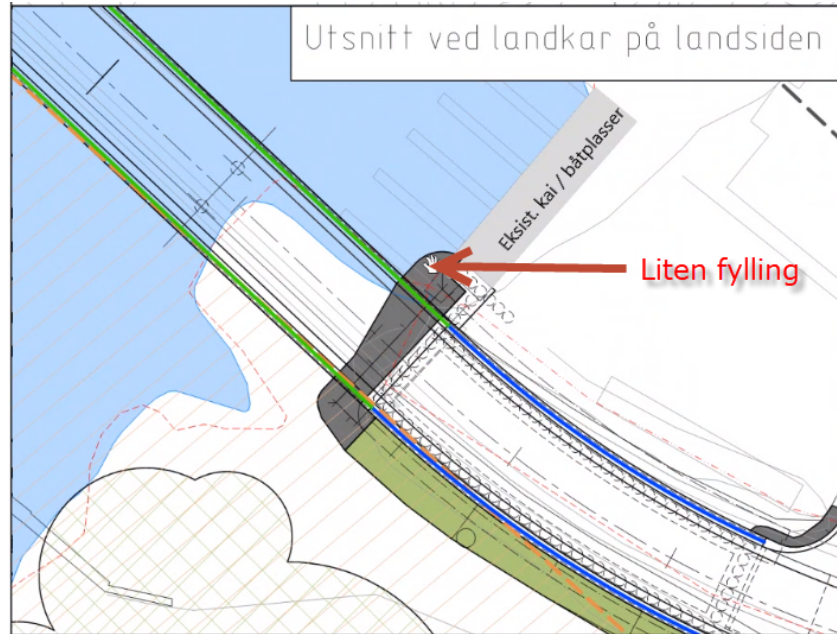 Utsnitt ved landkar på landsiden
Eksist. kai / båtplasser
Liten fylling